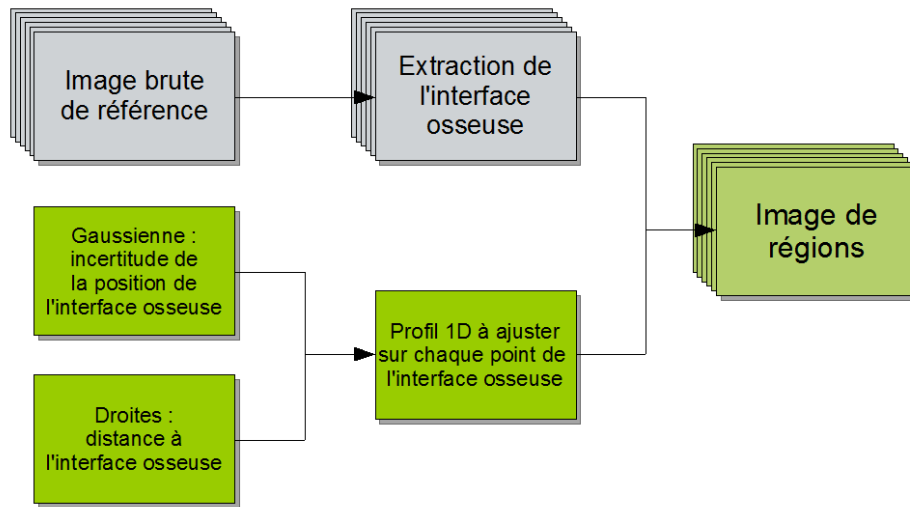 Image brute
de référence
Extraction de
l'interface
osseuse
Image de
régions
Gaussienne :
incertitude de
la position de
l'interface osseuse
Profil 1D à ajuster
sur chaque point de
l'interface osseuse
Droites :
distance à
l'interface osseuse